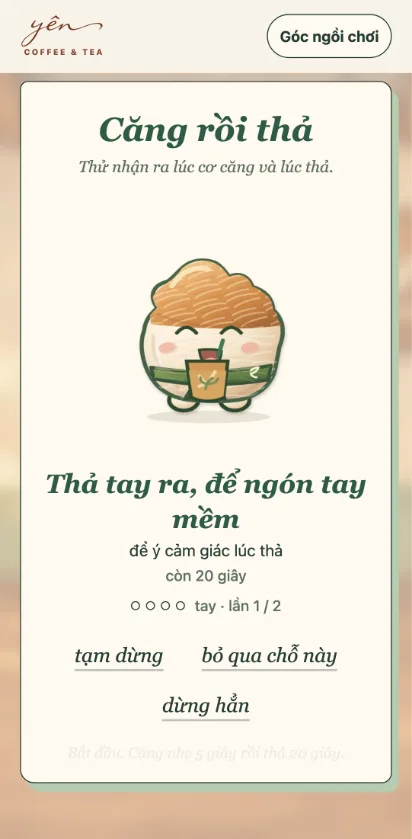 yên
COFFEE & TEA
Góc ngồi chơi
Căng rồi thả
Thử nhận ra lúc cơ căng và lúc thả.
Thả tay ra, để ngón tay
mềm
để ý cảm giác lúc thả
còn 20 giây
tay · lần 1 / 2
tạm dừng bỏ qua chỗ này
dừng hẳn
Bắt đầu. Căng nhẹ 5 giây rồi thả 20 giây.